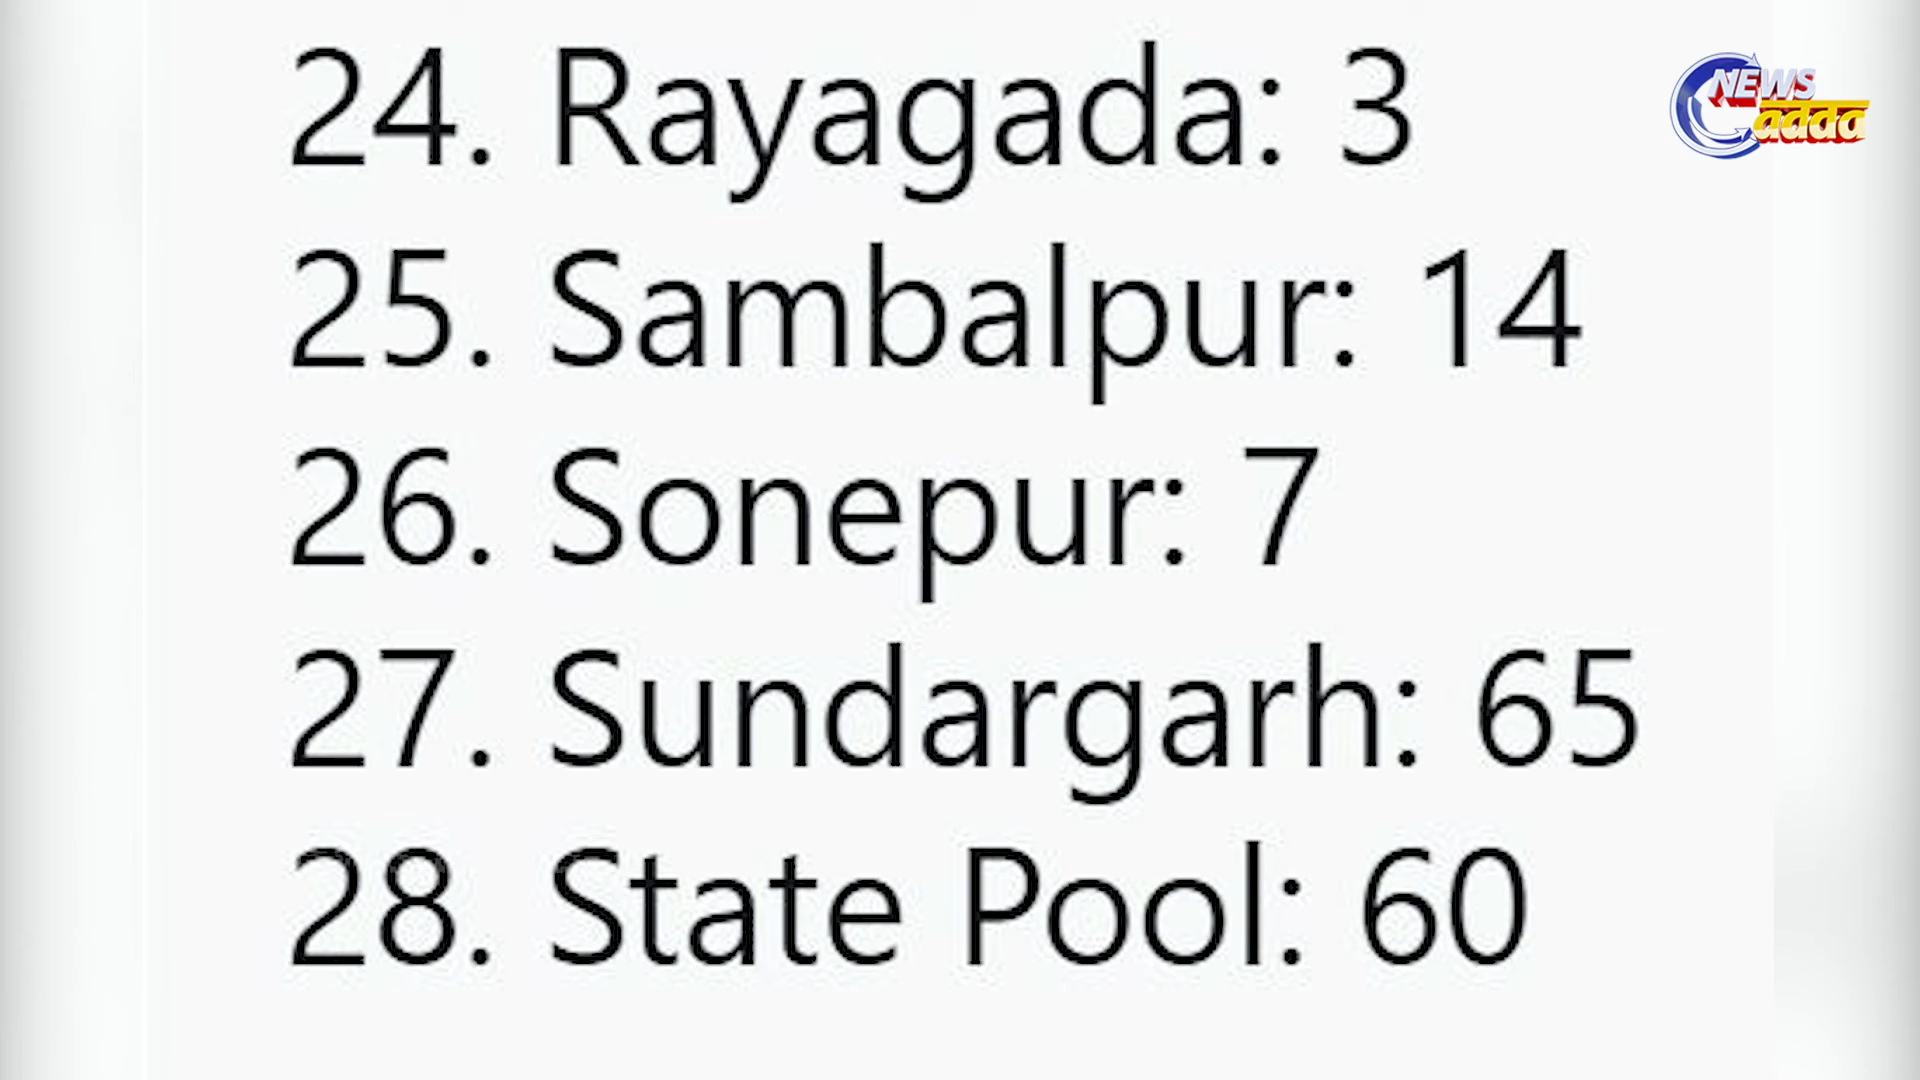 24. Rayagada: 3
NEWS
adda
25. Sambalpur: 14
26. Sonepur: 7
27. Sundargarh: 65
28. State Pool: 60